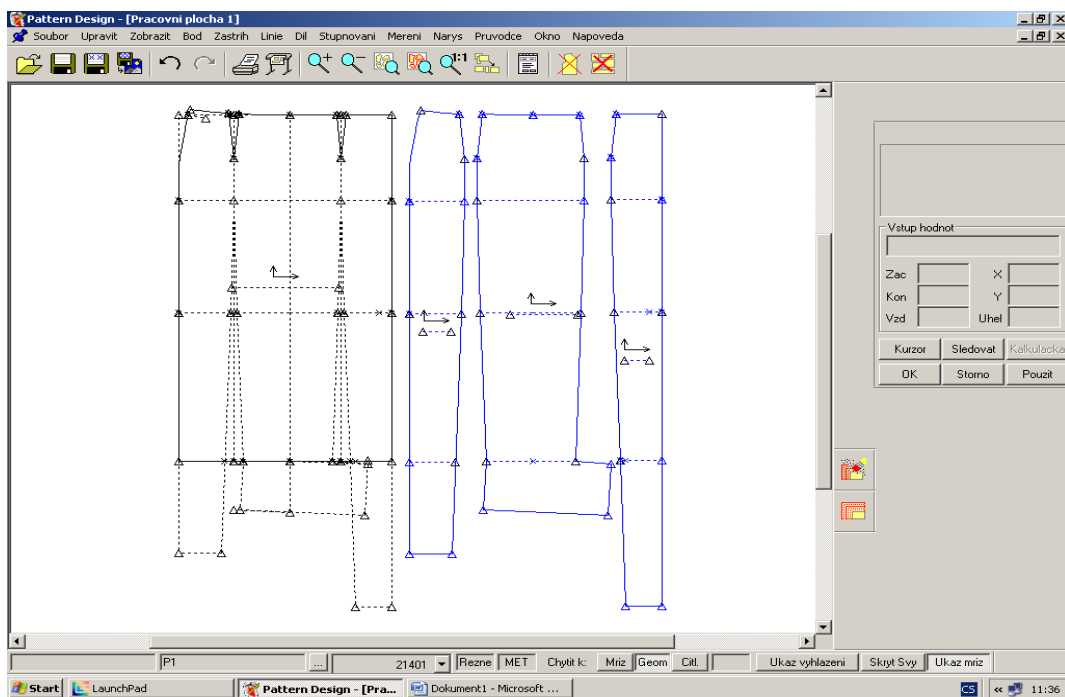 Pattern Design - [Pracovni plocha 1]
Soubor Upravit Zobrazit Bod Zastrih Linie Dil Stupnovani Mereni Narys Pruvodce Okno Napoveda
1:1
Vstup hodnot
Zac X
Kon Y
Vzd Uhel
Kurzor Sledovat Kalkulacka
OK Storno Pouzit
P1 ... 21401 Rezne MET Chytit k: Mriz Geom Citl. Ukaz vyhlazeni Skryt Svy Ukaz mriz
Start LaunchPad Pattern Design - [Pra... Dokument1 - Microsoft ... CS « 11:36